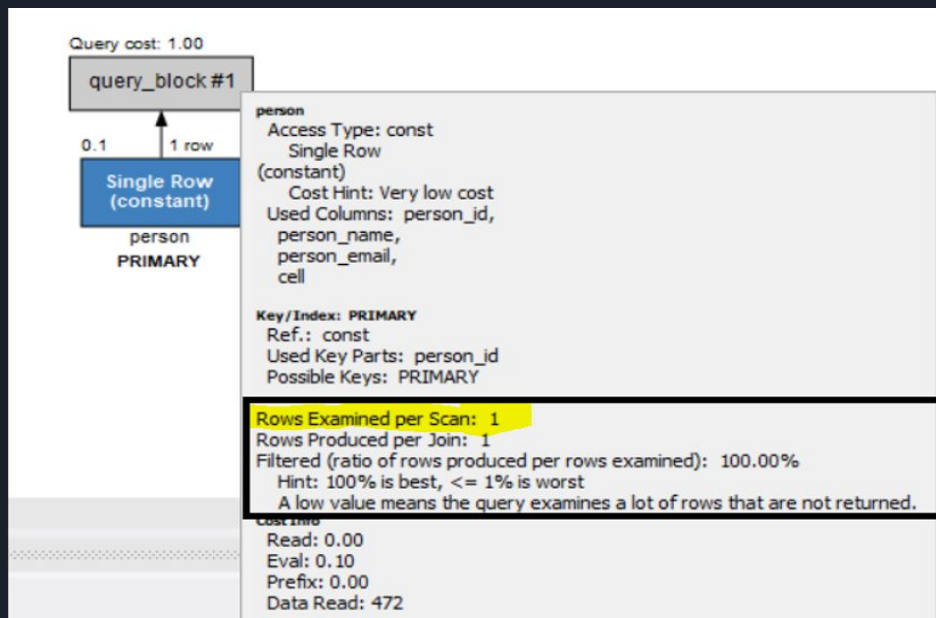 Query cost: 1.00
query_block #1
0.1
1 row
Single Row
(constant)
person
PRIMARY
person
Access Type: const
Single Row
(constant)
Cost Hint: Very low cost
Used Columns: person_id,
person_name,
person_email,
cell
Key/Index: PRIMARY
Ref.: const
Used Key Parts: person_id
Possible Keys: PRIMARY
Rows Examined per Scan: 1
Rows Produced per Join: 1
Filtered (ratio of rows produced per rows examined): 100.00%
Hint: 100% is best, <= 1% is worst
A low value means the query examines a lot of rows that are not returned.
Cost Info
Read: 0.00
Eval: 0.10
Prefix: 0.00
Data Read: 472